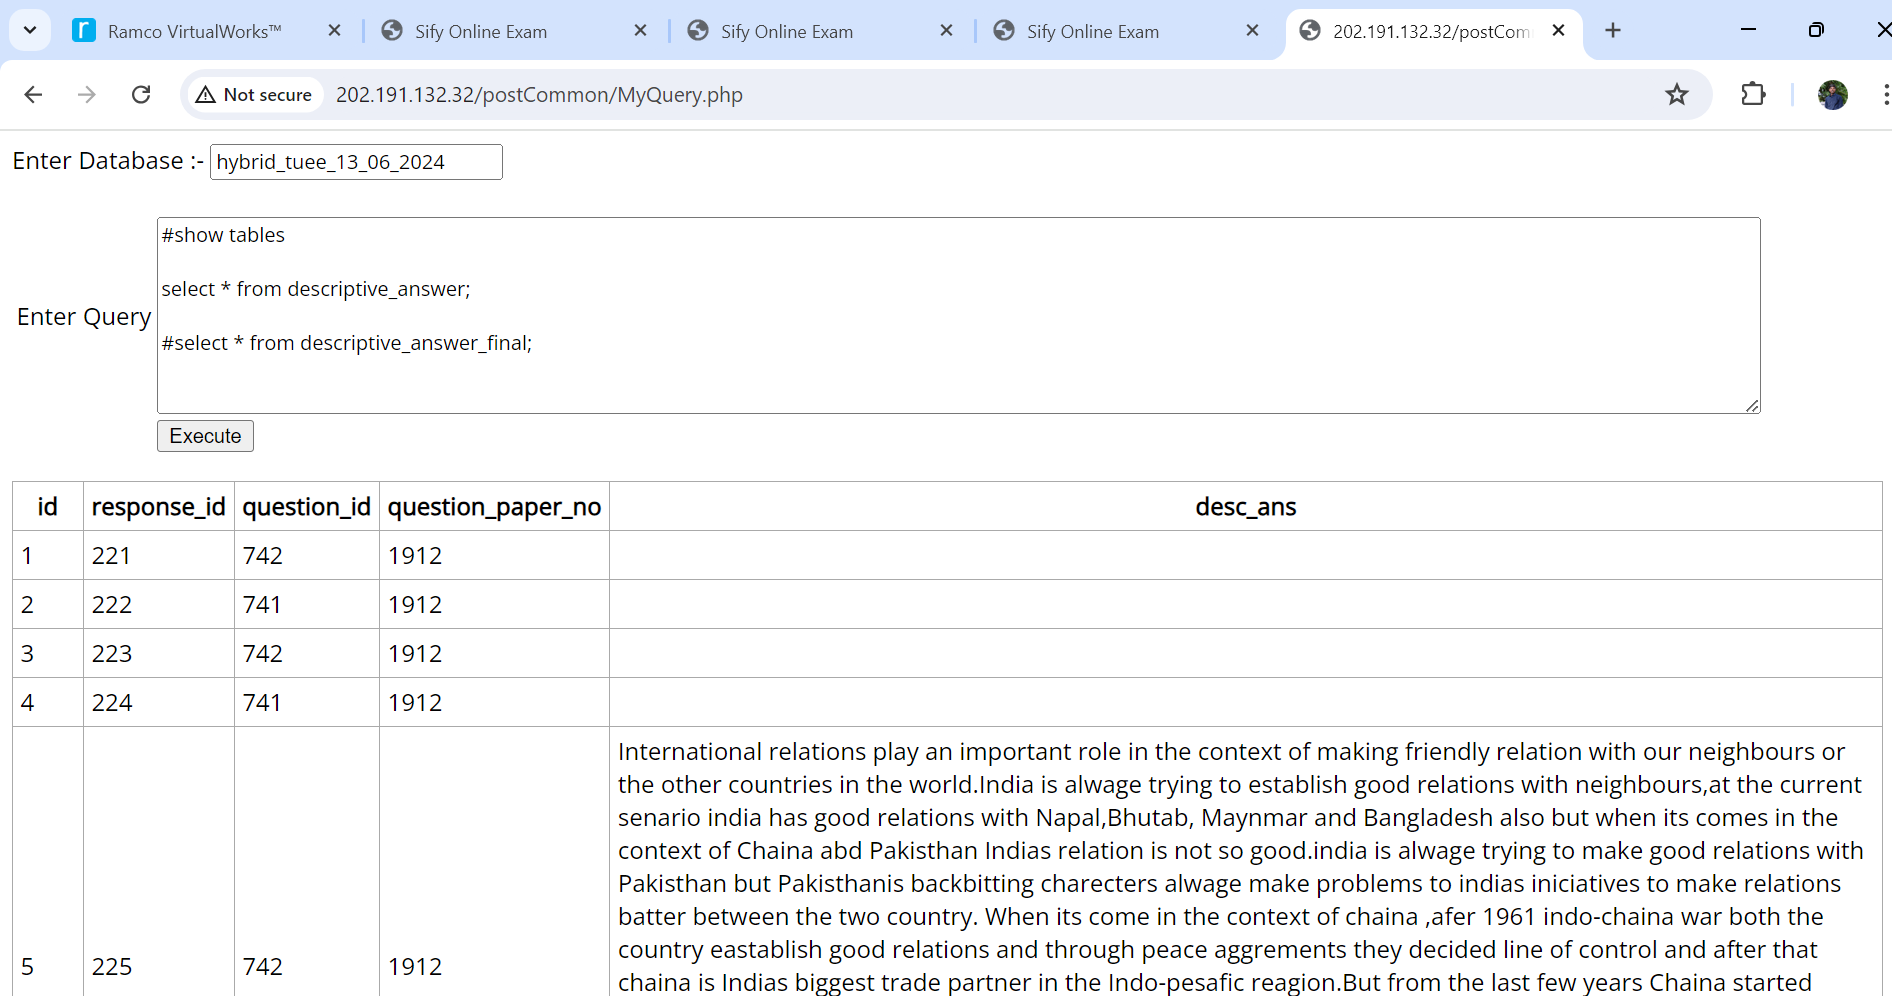 Ramco VirtualWorks™
Sify Online Exam
Sify Online Exam
Sify Online Exam
202.191.132.32/postCom
Not secure
202.191.132.32/postCommon/MyQuery.php
Enter Database :- hybrid_tuee_13_06_2024
#show tables
select * from descriptive_answer;
Enter Query
#select * from descriptive_answer_final;
Execute
id response_id question_id question_paper_no desc_ans
1 221 742 1912
2 222 741 1912
3 223 742 1912
4 224 741 1912
International relations play an important role in the context of making friendly relation with our neighbours or
the other countries in the world.India is alwage trying to establish good relations with neighbours,at the current
senario india has good relations with Napal,Bhutab, Maynmar and Bangladesh also but when its comes in the
context of Chaina abd Pakisthan Indias relation is not so good.india is alwage trying to make good relations with
Pakisthan but Pakisthanis backbitting charecters alwage make problems to indias iniciatives to make relations
batter between the two country. When its come in the context of chaina ,afer 1961 indo-chaina war both the
country eastablish good relations and through peace aggrements they decided line of control and after that
5 225 742 1912
chaina is Indias biggest trade partner in the Indo-pesafic reagion.But from the last few years Chaina started